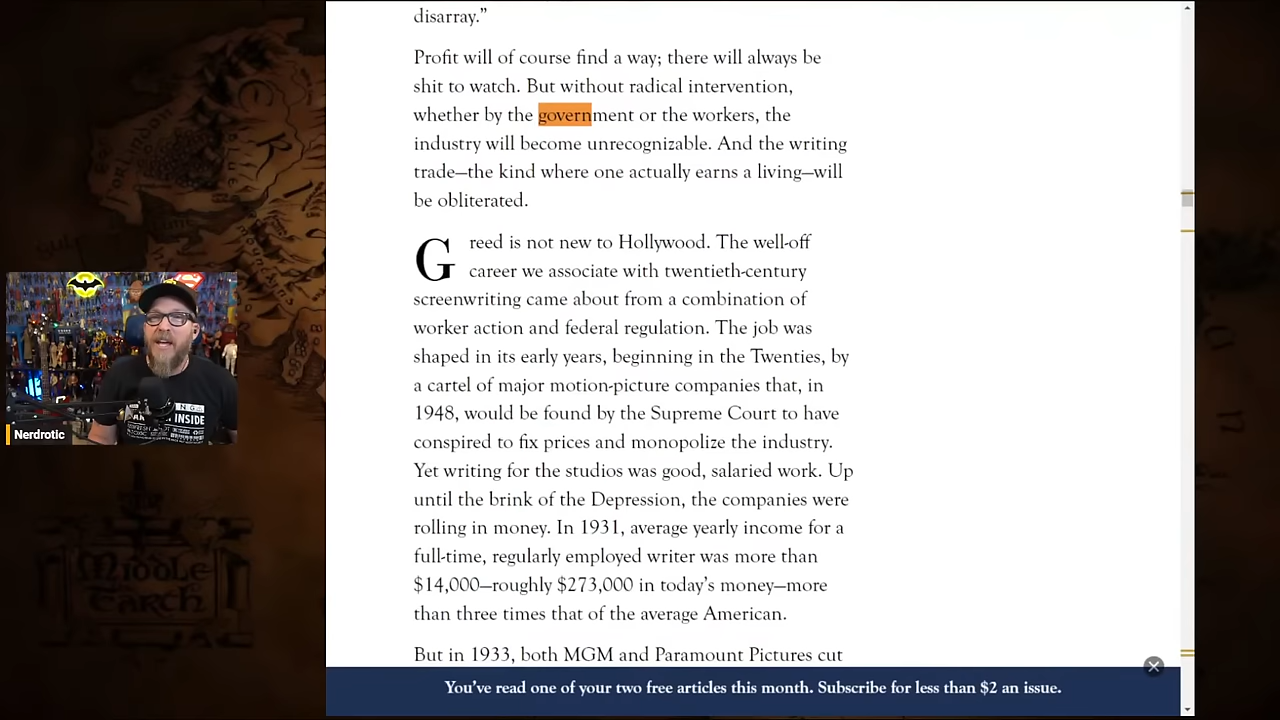 disarray.”
Profit will of course find a way; there will always be
shit to watch. But without radical intervention,
whether by the government or the workers, the
industry will become unrecognizable. And the writing
trade—the kind where one actually earns a living—will
be obliterated.
Greed is not new to Hollywood. The well-off
career we associate with twentieth-century
screenwriting came about from a combination of
worker action and federal regulation. The job was
shaped in its early years, beginning in the Twenties, by
a cartel of major motion-picture companies that, in
1948, would be found by the Supreme Court to have
conspired to fix prices and monopolize the industry.
Yet writing for the studios was good, salaried work. Up
until the brink of the Depression, the companies were
rolling in money. In 1931, average yearly income for a
full-time, regularly employed writer was more than
$14,000—roughly $273,000 in today’s money—more
than three times that of the average American.
But in 1933, both MGM and Paramount Pictures cut
You’ve read one of your two free articles this month. Subscribe for less than $2 an issue.
Nerdrotic
INSIDE
Middle
Earth